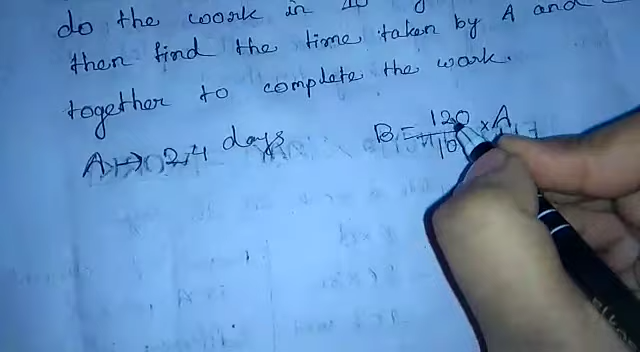 do the work in
then find the time taken by A and
together to complete the work.
A → 24 days
B = 120/10 × A